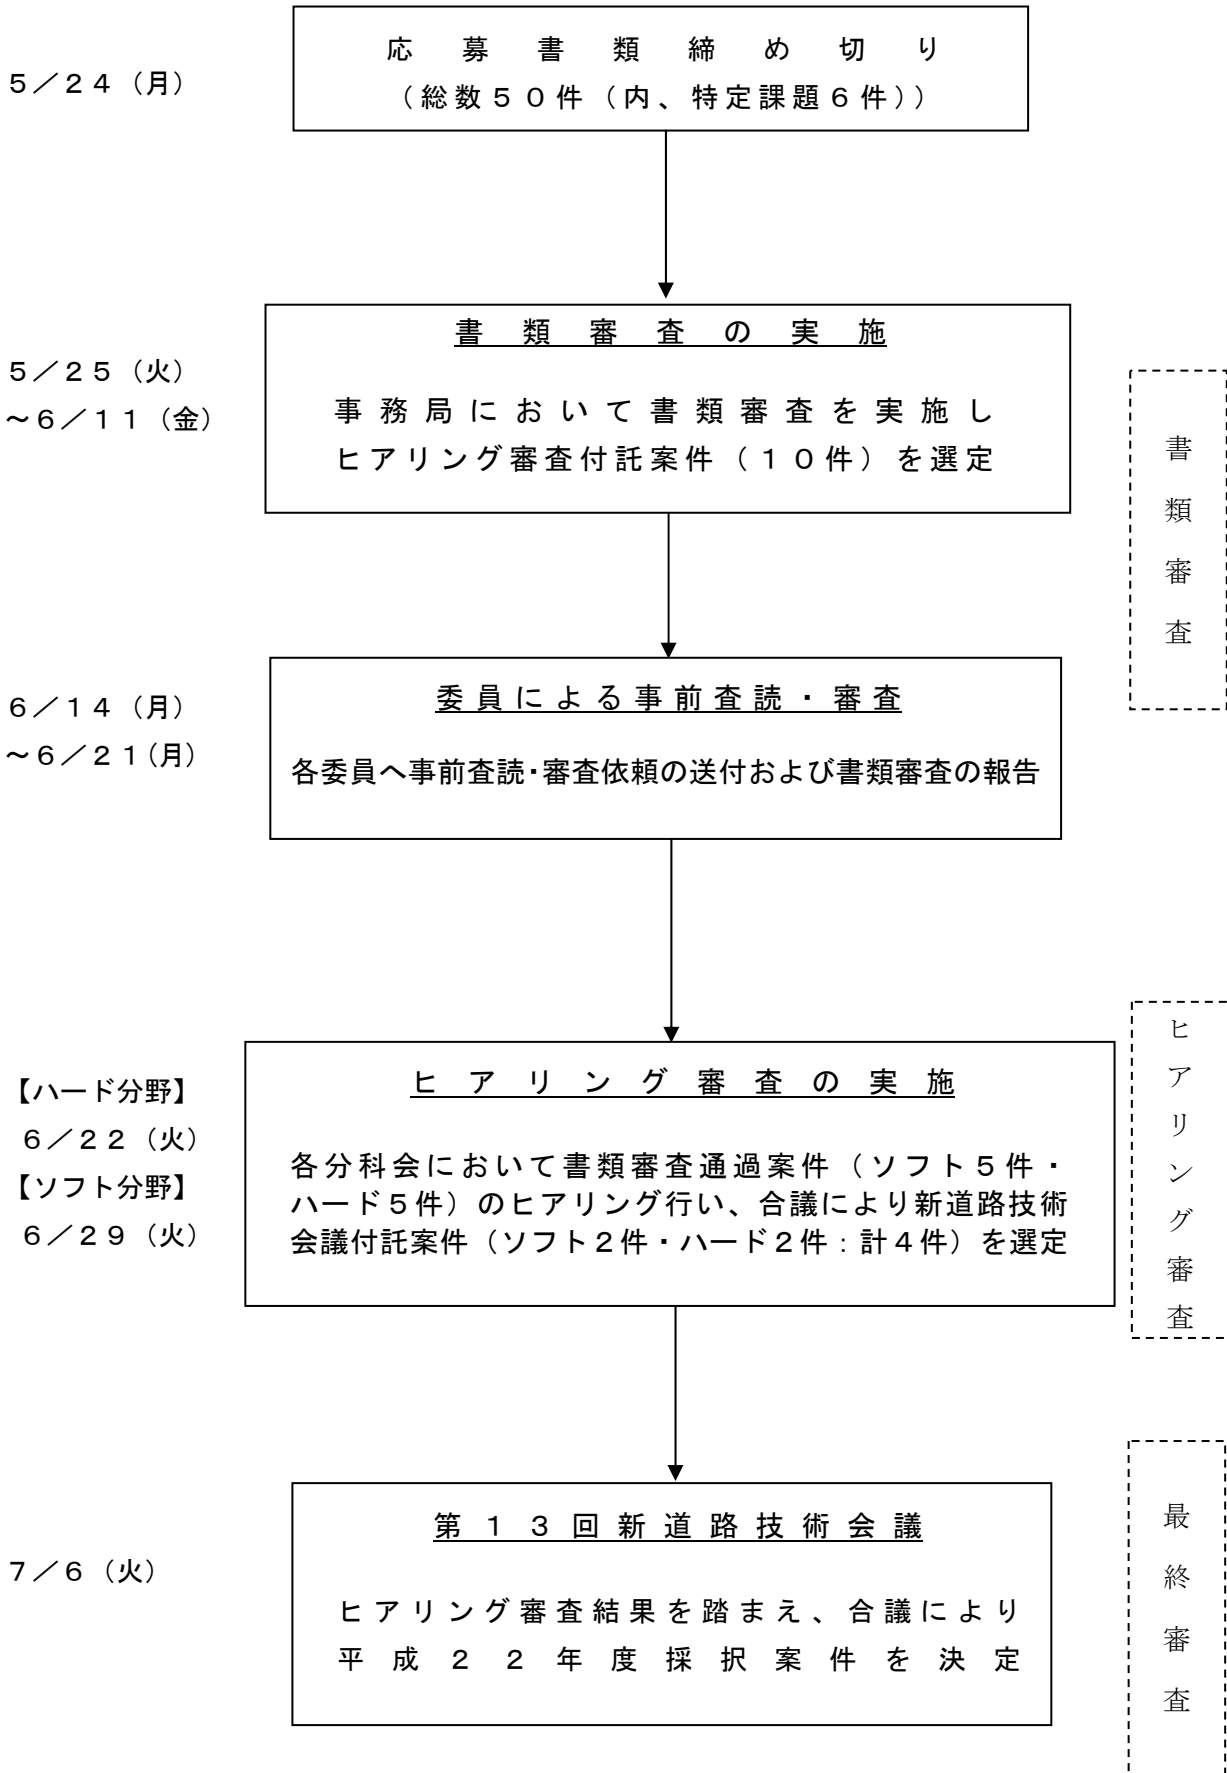 5/24(月)
応募書類締め切り
(総数50件(内、特定課題6件))
5/25(火)
~6/11(金)
書類審査の実施
事務局において書類審査を実施し
ヒアリング審査付託案件(10件)を選定
書類審査
6/14(月)
~6/21(月)
委員による事前査読・審査
各委員へ事前査読・審査依頼の送付および書類審査の報告
【ハード分野】
6/22(火)
【ソフト分野】
6/29(火)
ヒアリング審査の実施
各分科会において書類審査通過案件(ソフト5件・
ハード5件)のヒアリング行い、合議により新道路技術
会議付託案件(ソフト2件・ハード2件:計4件)を選定
ヒアリング審査
7/6(火)
第13回新道路技術会議
ヒアリング審査結果を踏まえ、合議により
平成22年度採択案件を決定
最終審査